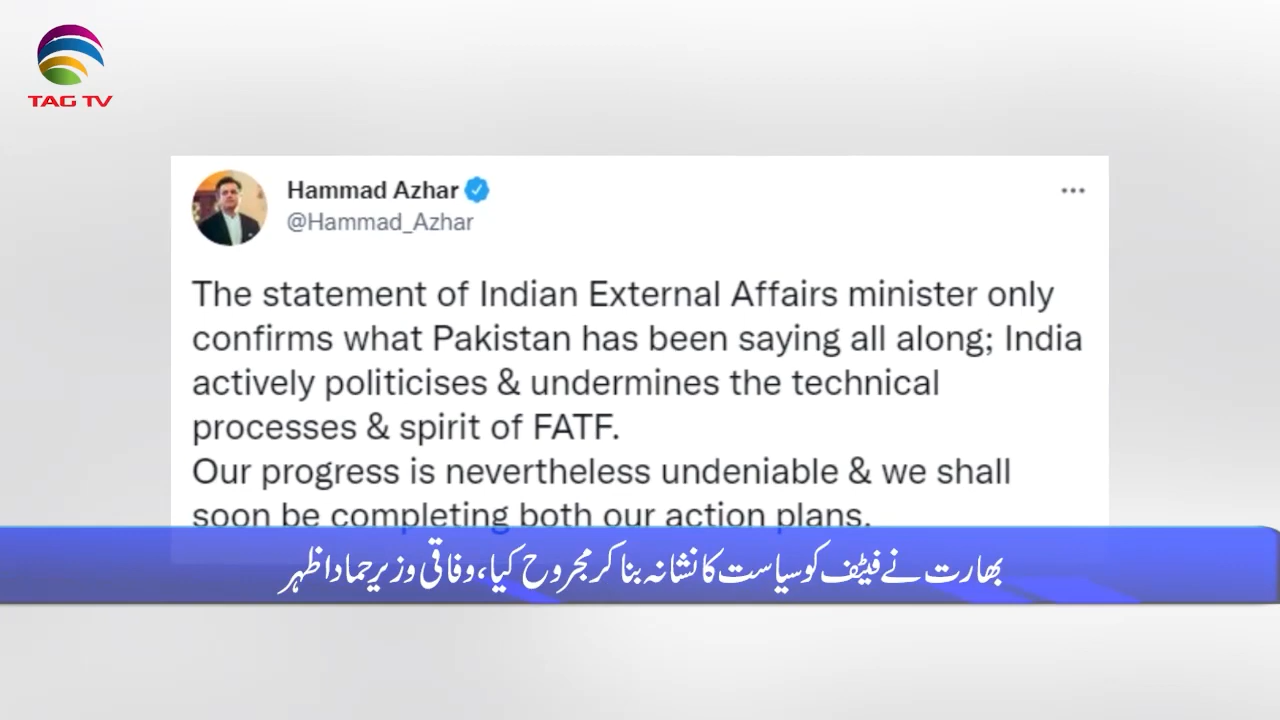 TAG TV
Hammad Azhar
@Hammad_Azhar
The statement of Indian External Affairs minister only
confirms what Pakistan has been saying all along; India
actively politicises & undermines the technical
processes & spirit of FATF.
Our progress is nevertheless undeniable & we shall
soon be completing both our action plans.
بھارت نے فیٹف کو سیاست کا نشانہ بنا کر مجروح کیا، وفاقی وزیر حماد اظہر